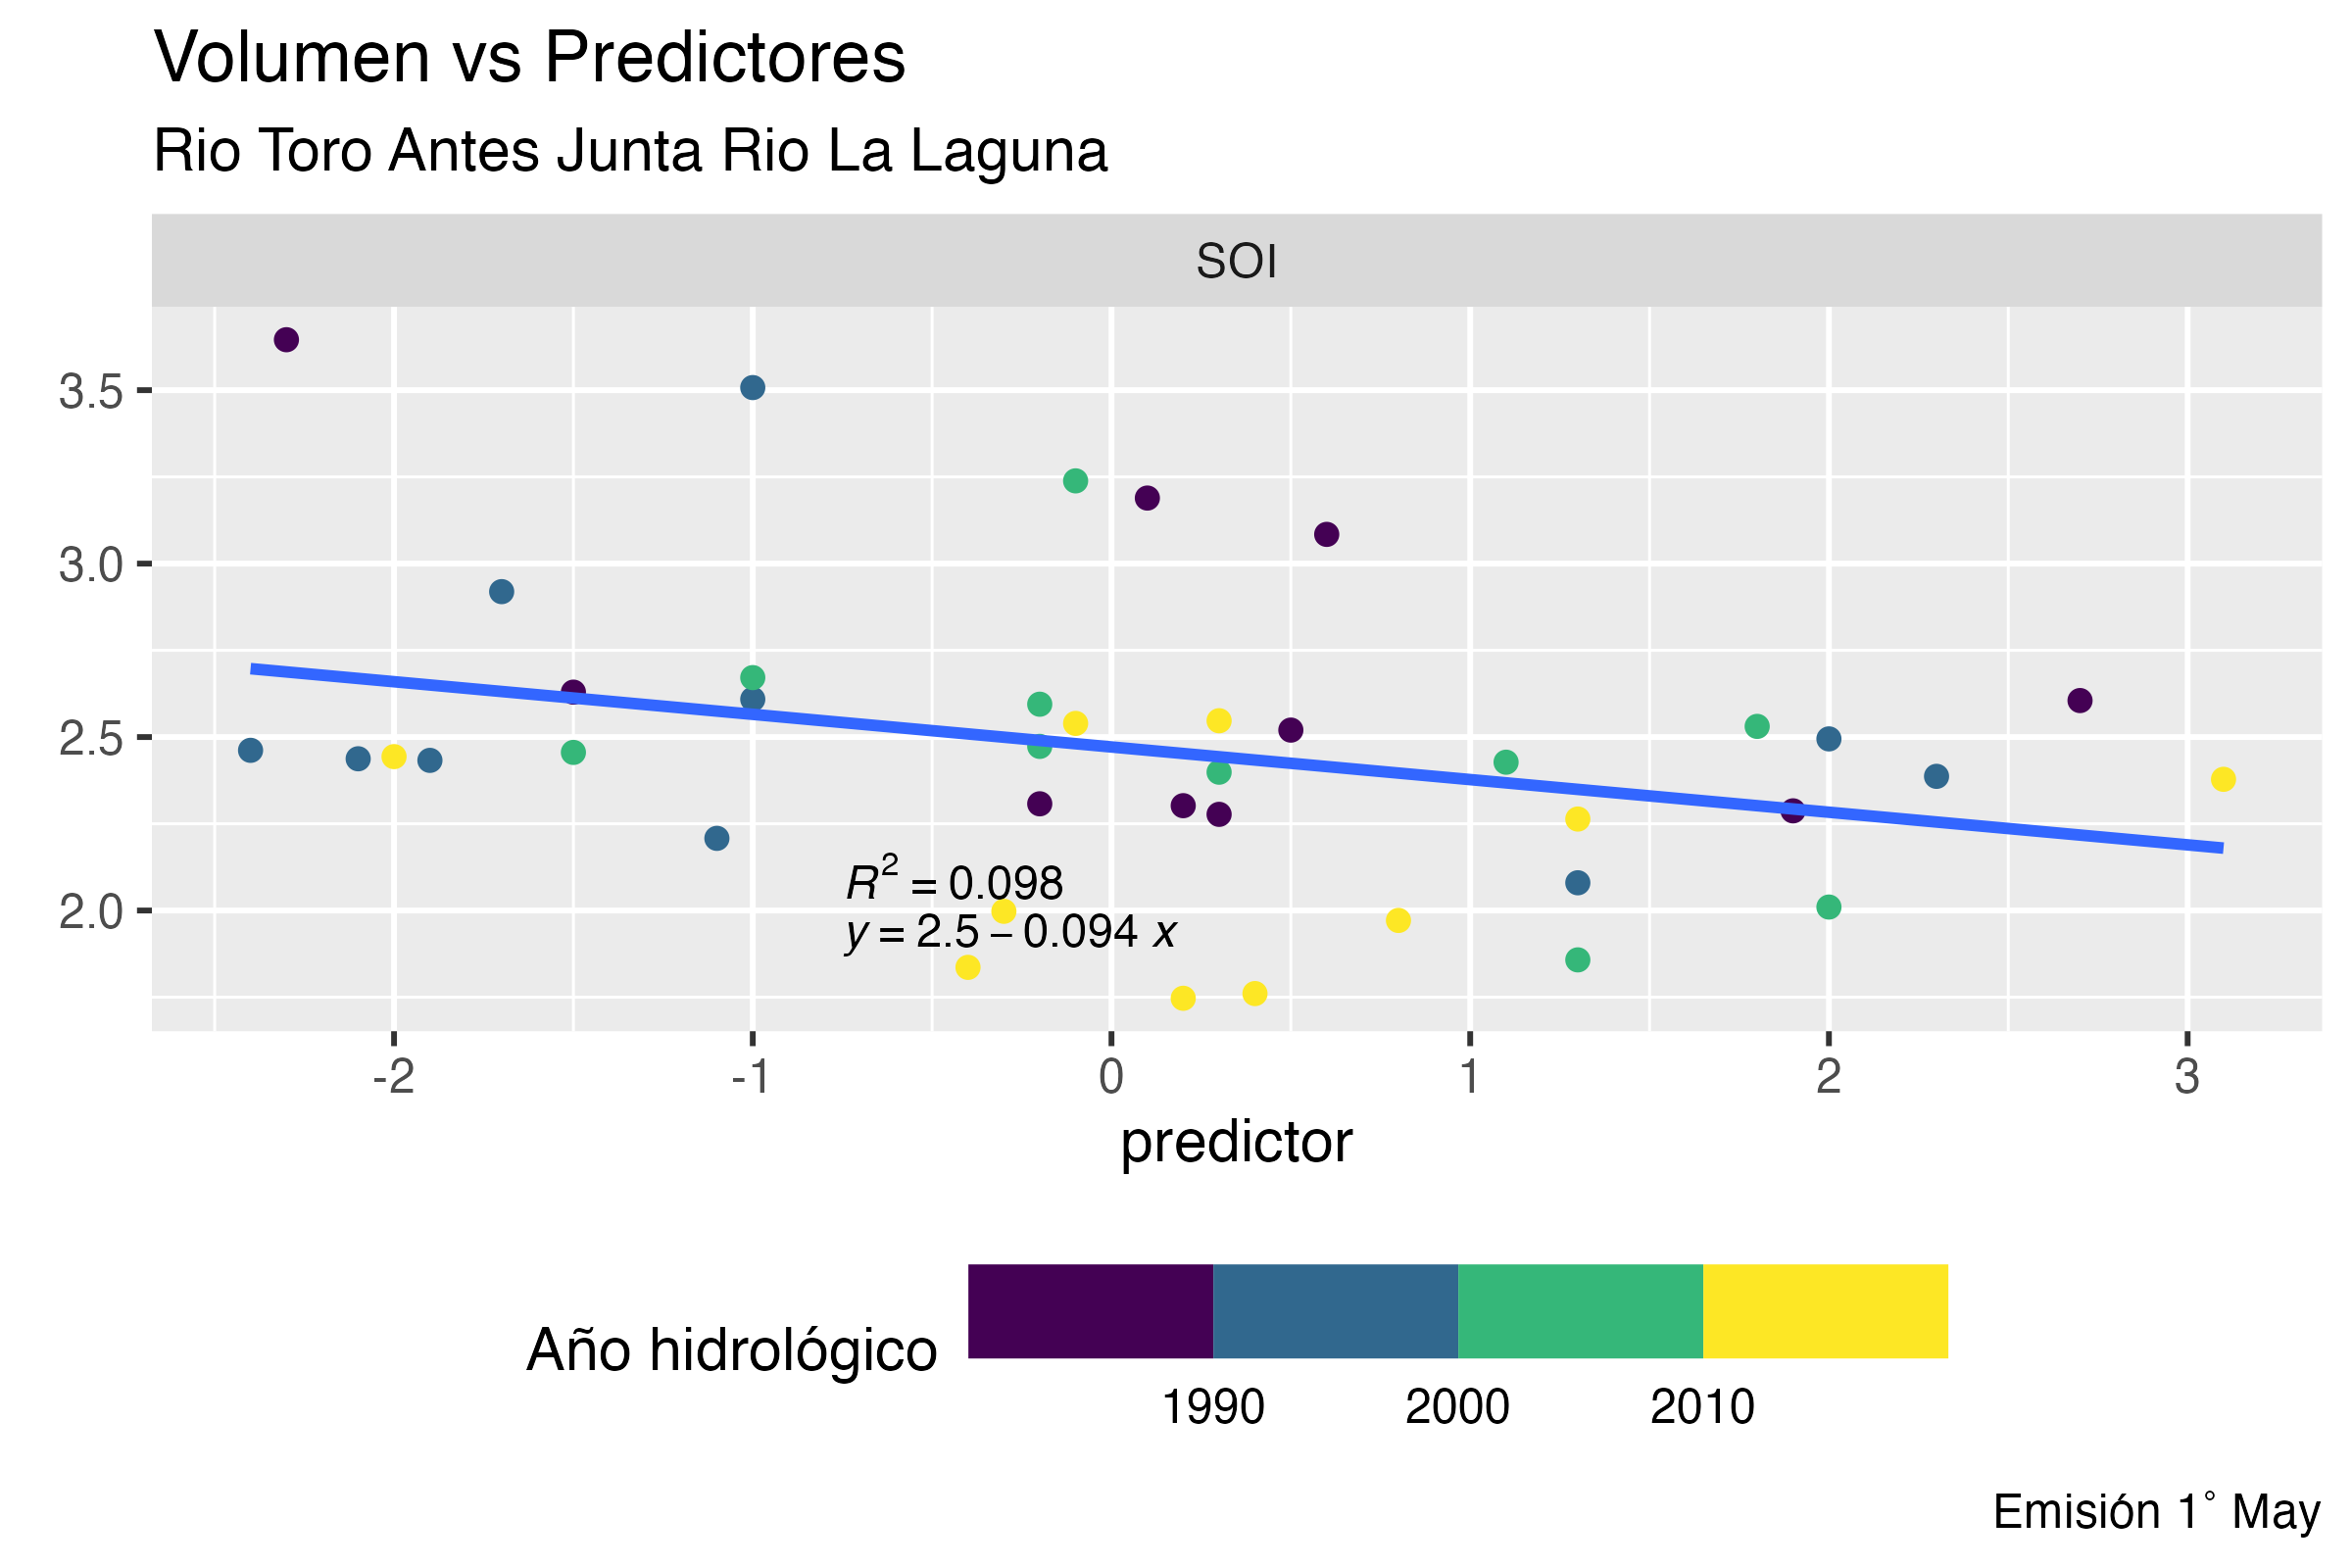 Volumen vs Predictores
Rio Toro Antes Junta Rio La Laguna
SOI
3.5
3.0
2.5
2.0
R² = 0.098
y = 2.5 − 0.094 x
-2 -1 0 1 2 3
predictor
Año hidrológico
1990 2000 2010
Emisión 1° May